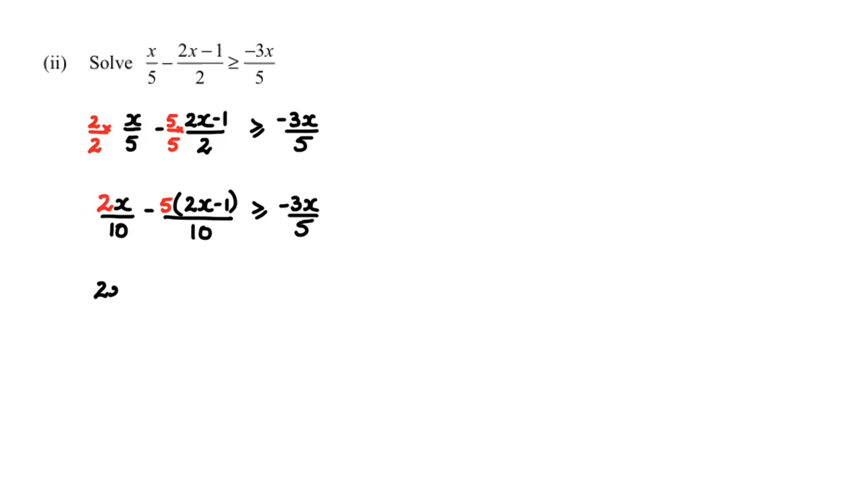 (ii) Solve x/5 − (2x−1)/2 ≥ −3x/5
2/2 × x/5 − 5/5 × (2x−1)/2 ≥ −3x/5
2x/10 − 5(2x−1)/10 ≥ −3x/5
2